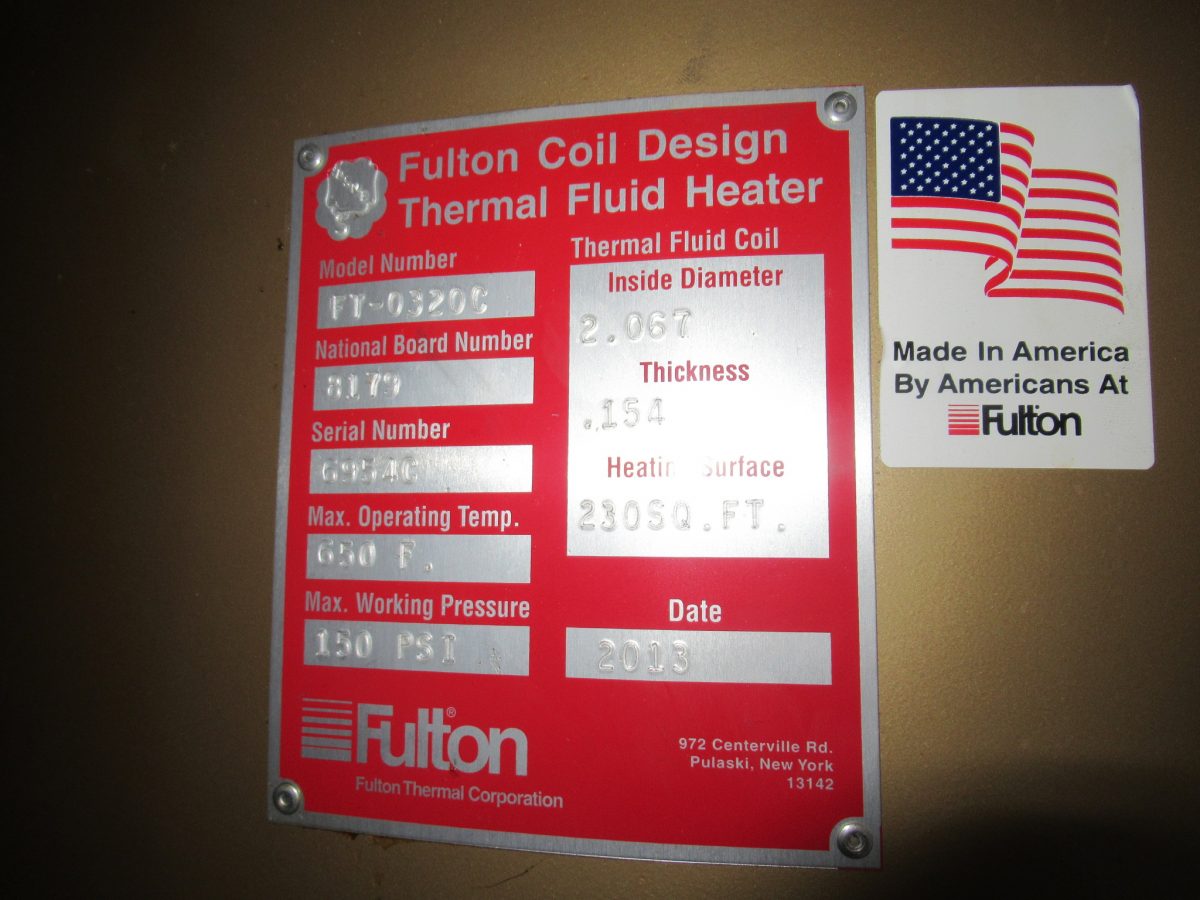 Fulton Coil Design
Thermal Fluid Heater
Model Number
FT-0320C
National Board Number
8179
Serial Number
6954C
Max. Operating Temp.
650 F.
Max. Working Pressure
150 PSI
Thermal Fluid Coil
Inside Diameter
2.067
Thickness
.154
Heating Surface
230SQ.FT.
Date
2013
Fulton®
Fulton Thermal Corporation
972 Centerville Rd.
Pulaski, New York
13142
Made In America
By Americans At
Fulton